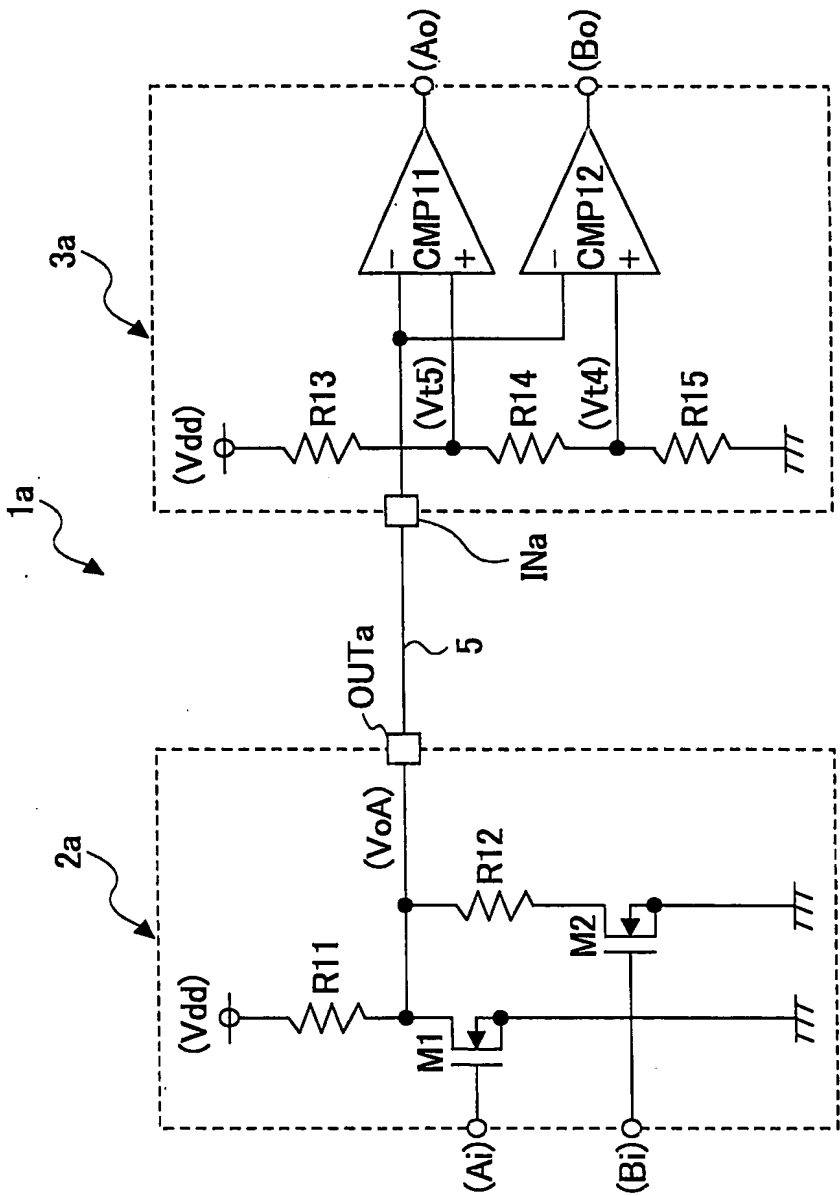 1a
2a
3a
(Vdd)
R11
(VoA)
OUTa
5
INa
R12
M1
M2
(Ai)
(Bi)
(Vdd)
R13
(Vt5)
R14
(Vt4)
R15
−
CMP11
+
−
CMP12
+
(Ao)
(Bo)